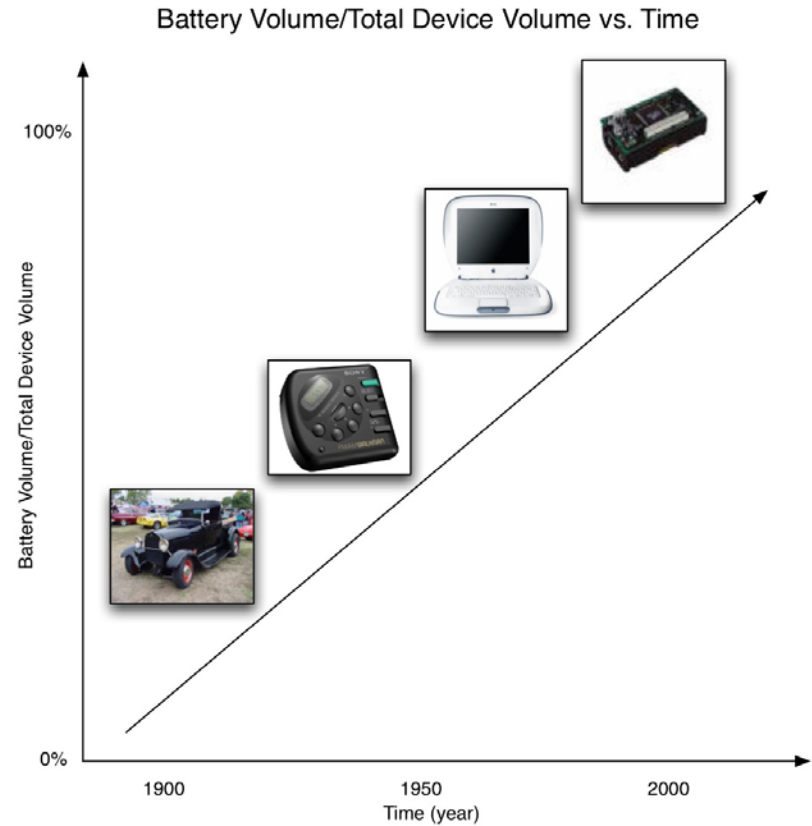 Battery Volume/Total Device Volume vs. Time
100%
Battery Volume/Total Device Volume
SONY
0%
1900
1950
2000
Time (year)